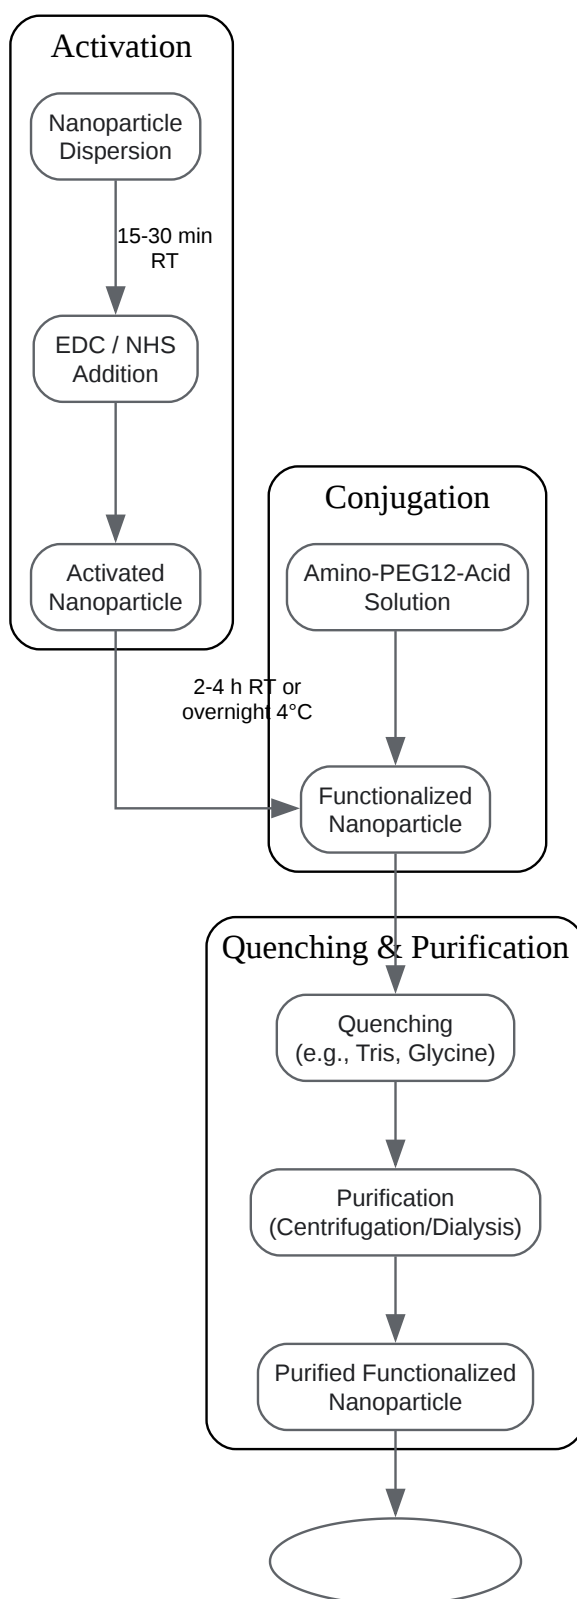 Activation
Nanoparticle
Dispersion
15-30 min
RT
EDC / NHS
Addition
Activated
Nanoparticle
Conjugation
Amino-PEG12-Acid
Solution
2-4 h RT or
overnight 4°C
Functionalized
Nanoparticle
Quenching & Purification
Quenching
(e.g., Tris, Glycine)
Purification
(Centrifugation/Dialysis)
Purified Functionalized
Nanoparticle